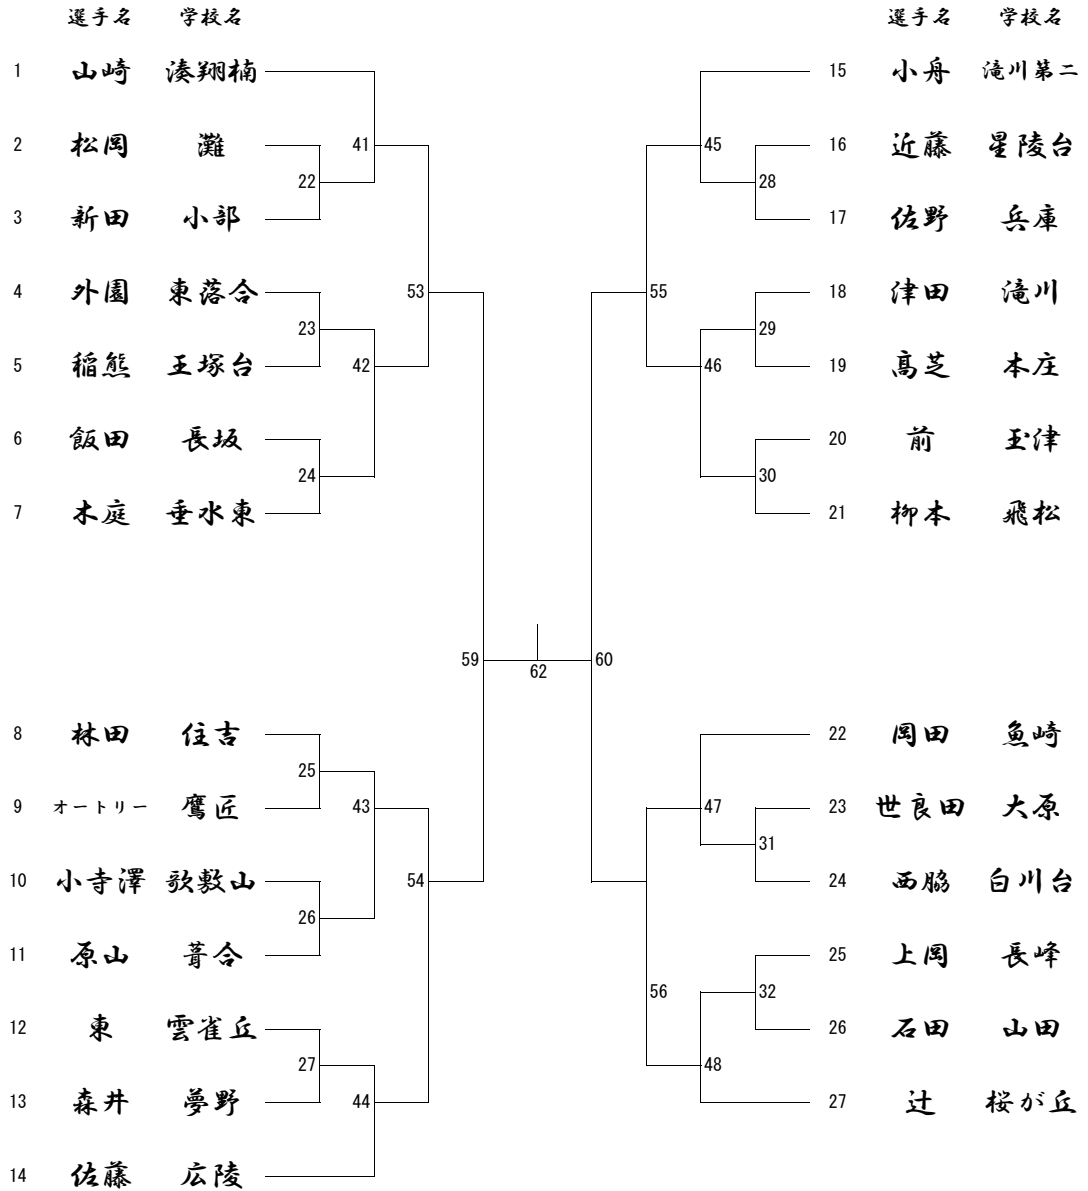 選手名 学校名 選手名 学校名
1 山崎 湊翔楠 15 小舟 滝川第二
2 松岡 灘 41 45 16 近藤 星陵台
22 28
3 新田 小部 17 佐野 兵庫
4 外園 東落合 53 55 18 津田 滝川
23 29
5 稲熊 王塚台 42 46 19 髙芝 本庄
6 飯田 長坂 20 前 玉津
24 30
7 木庭 垂水東 21 柳本 飛松
59 60
62
8 林田 住吉 22 岡田 魚崎
25
9 オートリー 鷹匠 43 47 23 世良田 大原
31
10 小寺澤 歌敷山 54 24 西脇 白川台
26
11 原山 葺合 25 上岡 長峰
56 32
12 東 雲雀丘 26 石田 山田
27 48
13 森井 夢野 44 27 辻 桜が丘
14 佐藤 広陵